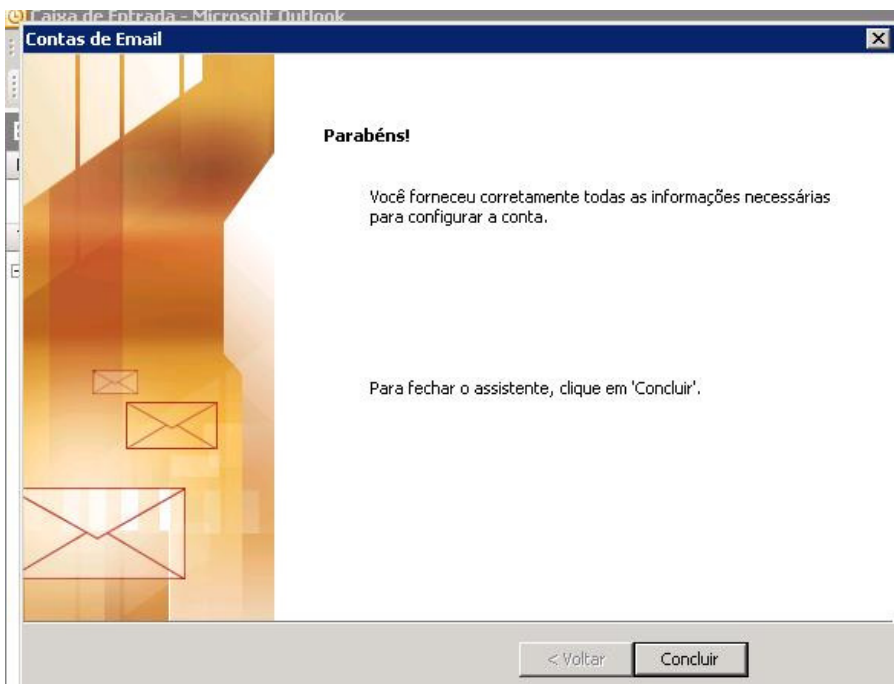 Caixa de Entrada - Microsoft Outlook
Contas de Email
Parabéns!
Você forneceu corretamente todas as informações necessárias
para configurar a conta.
Para fechar o assistente, clique em 'Concluir'.
< Voltar
Concluir